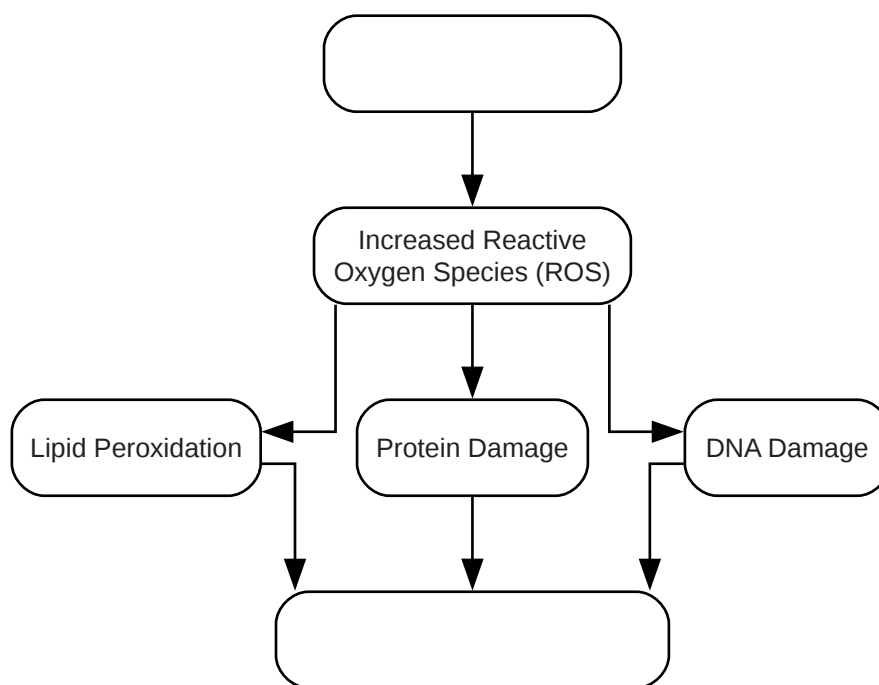 Increased Reactive
Oxygen Species (ROS)
Lipid Peroxidation
Protein Damage
DNA Damage